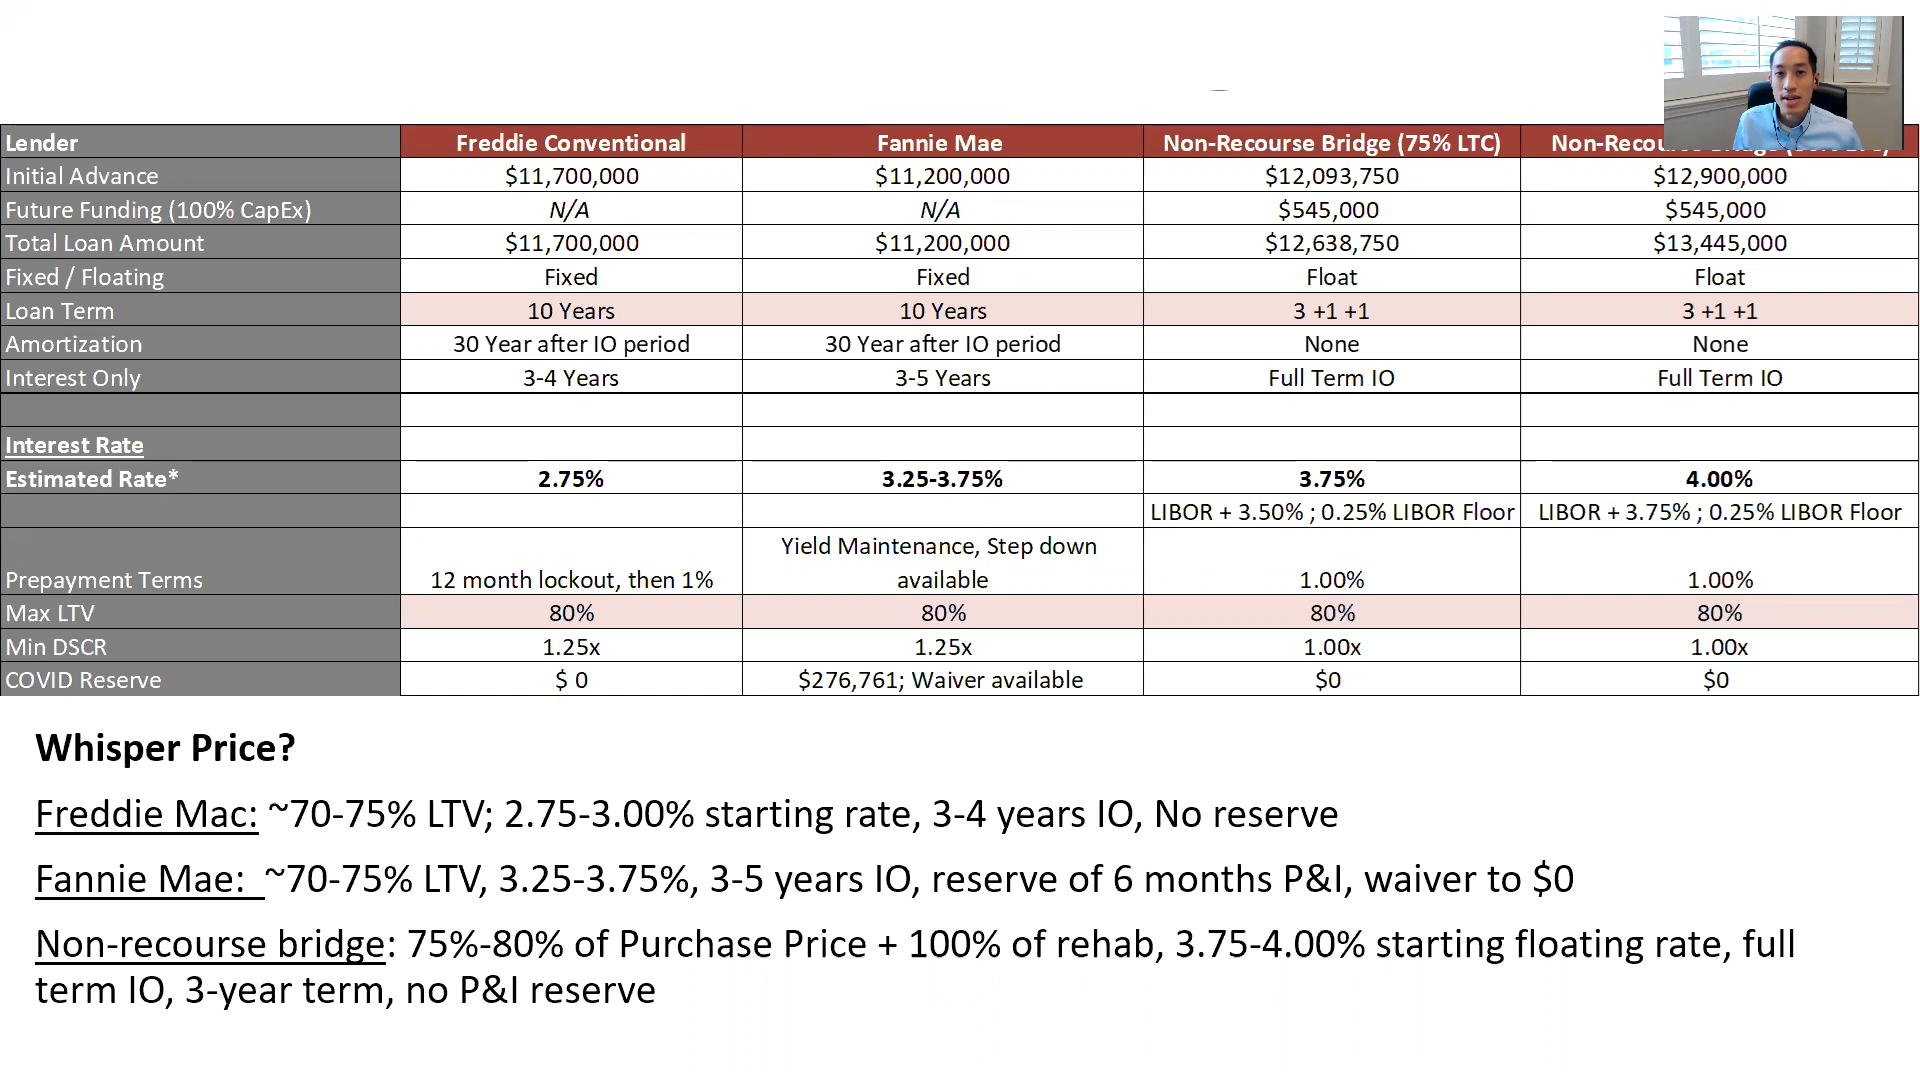 Lender Freddie Conventional Fannie Mae Non-Recourse Bridge (75% LTC) Non-Recou
Initial Advance $11,700,000 $11,200,000 $12,093,750 $12,900,000
Future Funding (100% CapEx) N/A N/A $545,000 $545,000
Total Loan Amount $11,700,000 $11,200,000 $12,638,750 $13,445,000
Fixed / Floating Fixed Fixed Float Float
Loan Term 10 Years 10 Years 3 +1 +1 3 +1 +1
Amortization 30 Year after IO period 30 Year after IO period None None
Interest Only 3-4 Years 3-5 Years Full Term IO Full Term IO
Interest Rate
Estimated Rate* 2.75% 3.25-3.75% 3.75% 4.00%
LIBOR + 3.50% ; 0.25% LIBOR Floor LIBOR + 3.75% ; 0.25% LIBOR Floor
Yield Maintenance, Step down
Prepayment Terms 12 month lockout, then 1% available 1.00% 1.00%
Max LTV 80% 80% 80% 80%
Min DSCR 1.25x 1.25x 1.00x 1.00x
COVID Reserve $ 0 $276,761; Waiver available $0 $0
Whisper Price?
Freddie Mac: ~70-75% LTV; 2.75-3.00% starting rate, 3-4 years IO, No reserve
Fannie Mae: ~70-75% LTV, 3.25-3.75%, 3-5 years IO, reserve of 6 months P&I, waiver to $0
Non-recourse bridge: 75%-80% of Purchase Price + 100% of rehab, 3.75-4.00% starting floating rate, full
term IO, 3-year term, no P&I reserve